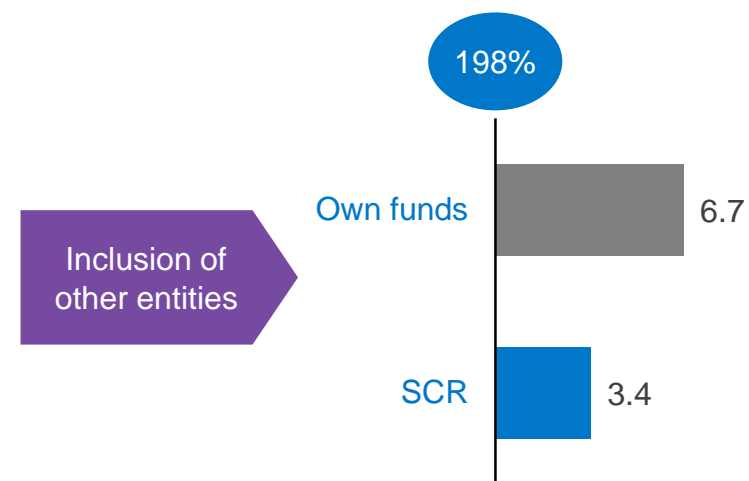 198%
Own funds
6.7
Inclusion of
other entities
SCR
3.4